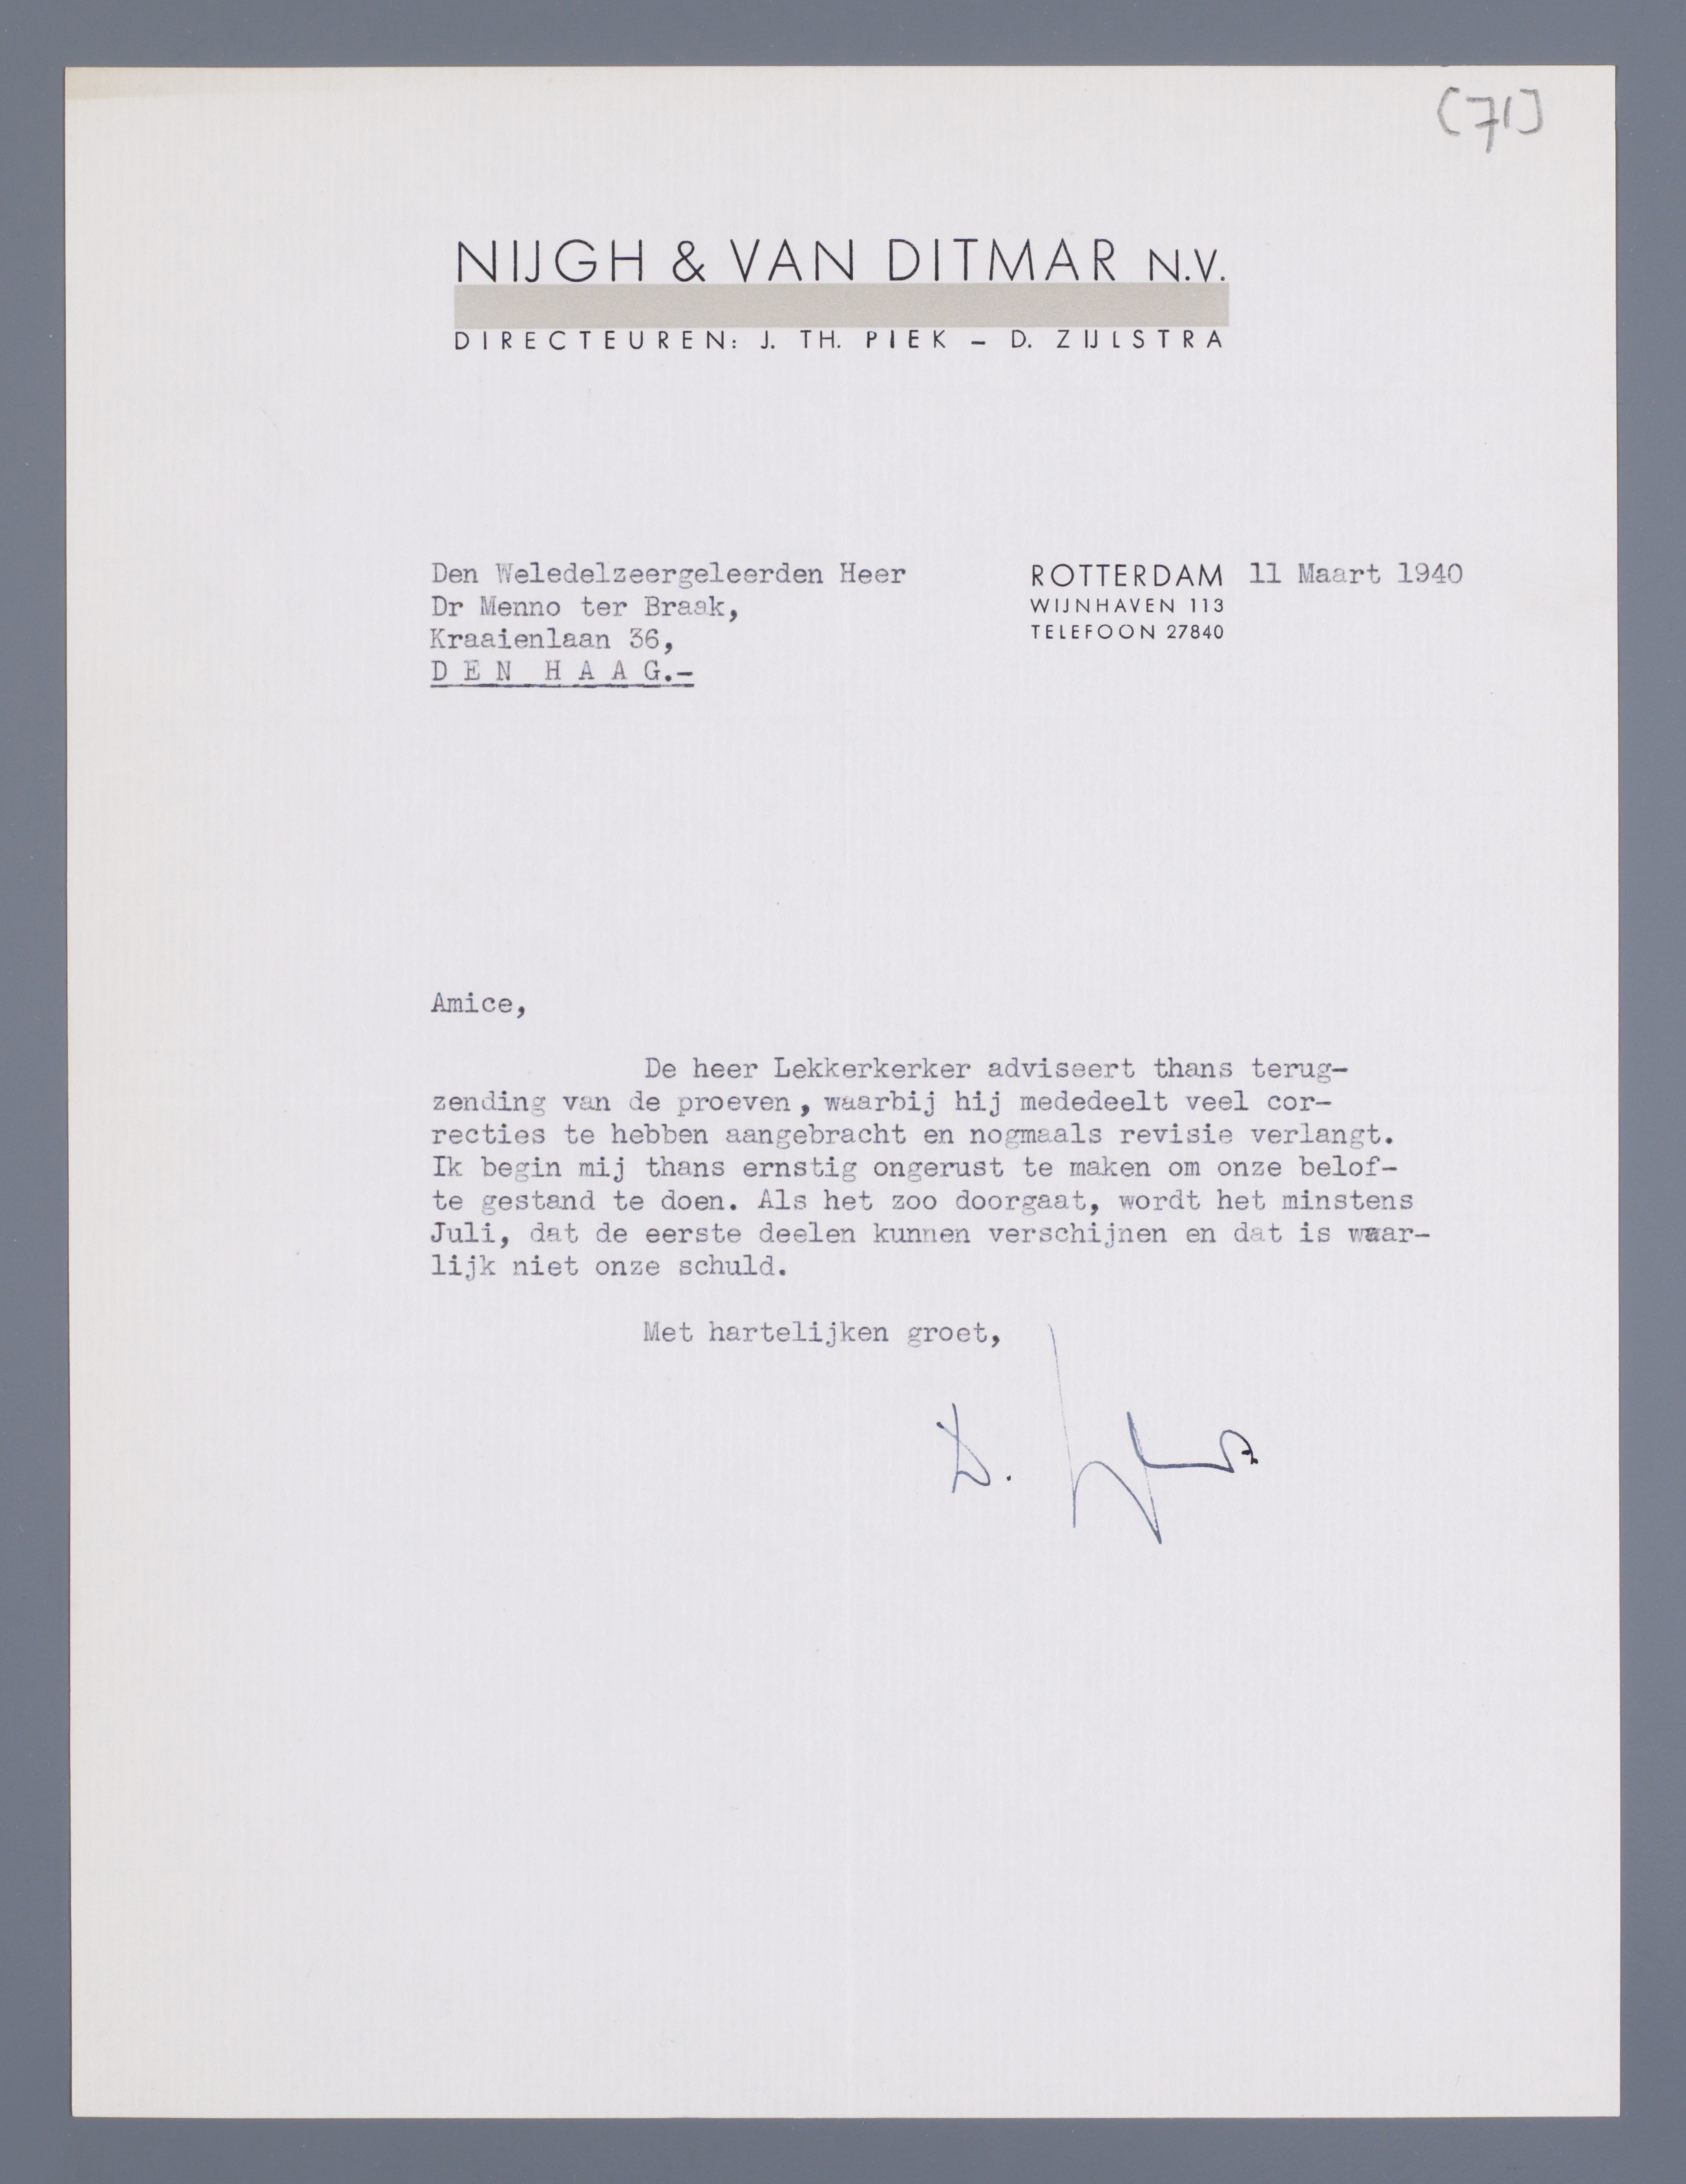 [71]
NIJGH & VAN DITMAR N.V.
DIRECTEUREN: J. TH. PIEK – D. ZIJLSTRA
Den Weledelzeergeleerden Heer
Dr Menno ter Braak,
Kraaienlaan 36,
D E N  H A A G.-
ROTTERDAM 11 Maart 1940
WIJNHAVEN 113
TELEFOON 27840
Amice,
De heer Lekkerkerker adviseert thans terug-
zending van de proeven, waarbij hij mededeelt veel cor-
recties te hebben aangebracht en nogmaals revisie verlangt.
Ik begin mij thans ernstig ongerust te maken om onze belof-
te gestand te doen. Als het zoo doorgaat, wordt het minstens
Juli, dat de eerste deelen kunnen verschijnen en dat is waar-
lijk niet onze schuld.
Met hartelijken groet,
D.